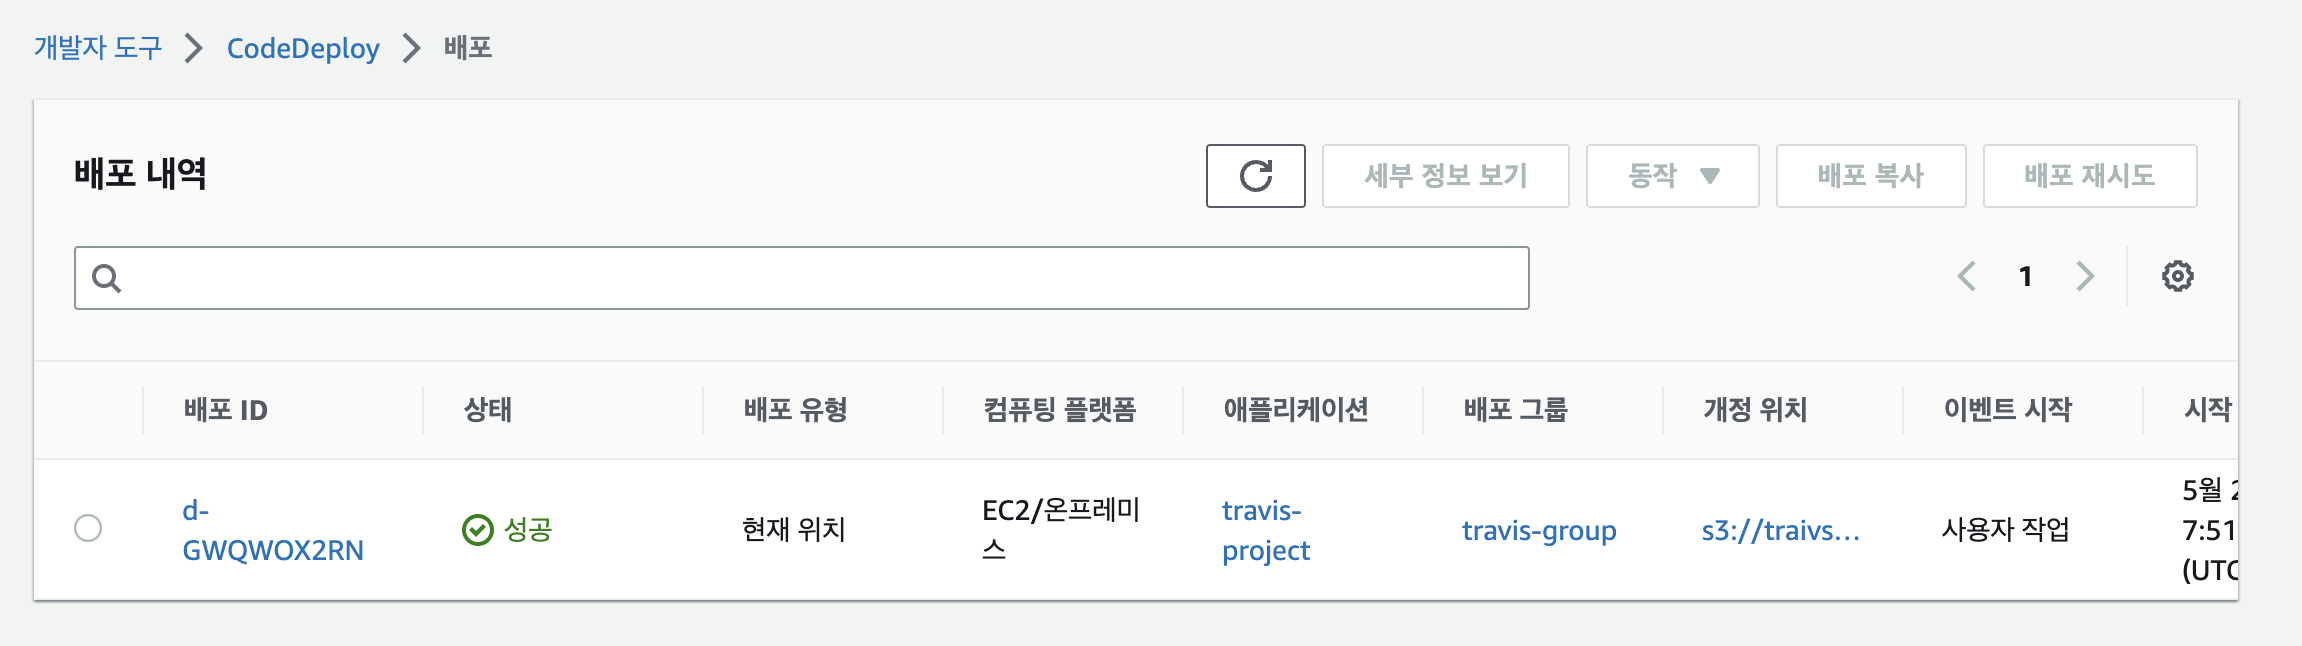 개발자 도구 > CodeDeploy > 배포
배포 내역
세부 정보 보기
동작
배포 복사
배포 재시도
1
배포 ID 상태 배포 유형 컴퓨팅 플랫폼 애플리케이션 배포 그룹 개정 위치 이벤트 시작 시작
d-
GWQWOX2RN
성공
현재 위치
EC2/온프레미
스
travis-
project
travis-group
s3://traivs...
사용자 작업
5월
7:51
(UTC